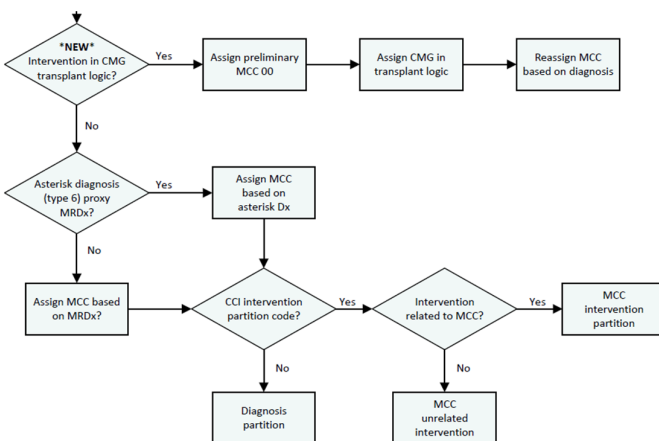 *NEW*
Intervention in CMG
transplant logic?
Yes
Assign preliminary
MCC 00
Assign CMG in
transplant logic
Reassign MCC
based on diagnosis
No
Asterisk diagnosis
(type 6) proxy
MRDx?
Yes
Assign MCC
based on
asterisk Dx
No
Assign MCC based
on MRDx?
CCI intervention
partition code?
Yes
Intervention
related to MCC?
Yes
MCC
intervention
partition
No
No
Diagnosis
partition
MCC
unrelated
intervention